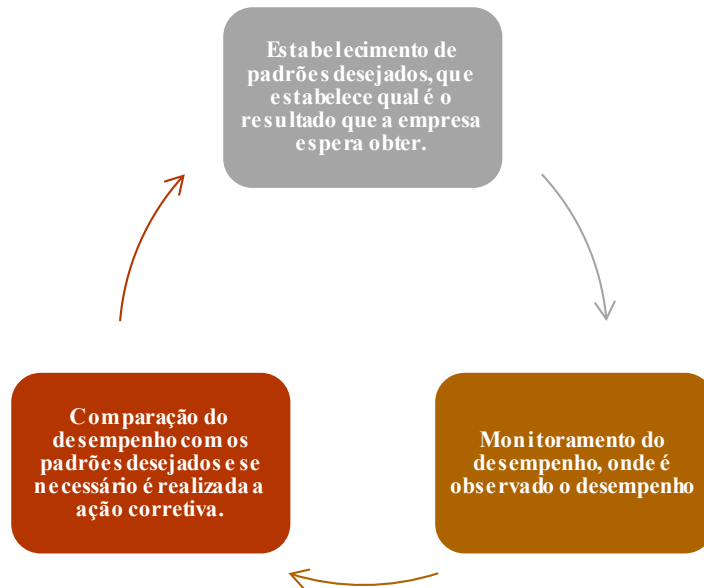 Estabelecimento de
padrões desejados, que
estabelece qual é o
resultado que a empresa
espera obter.
Monitoramento do
desempenho, onde é
observado o desempenho
Comparação do
desempenho com os
padrões desejados e se
necessário é realizada a
ação corretiva.